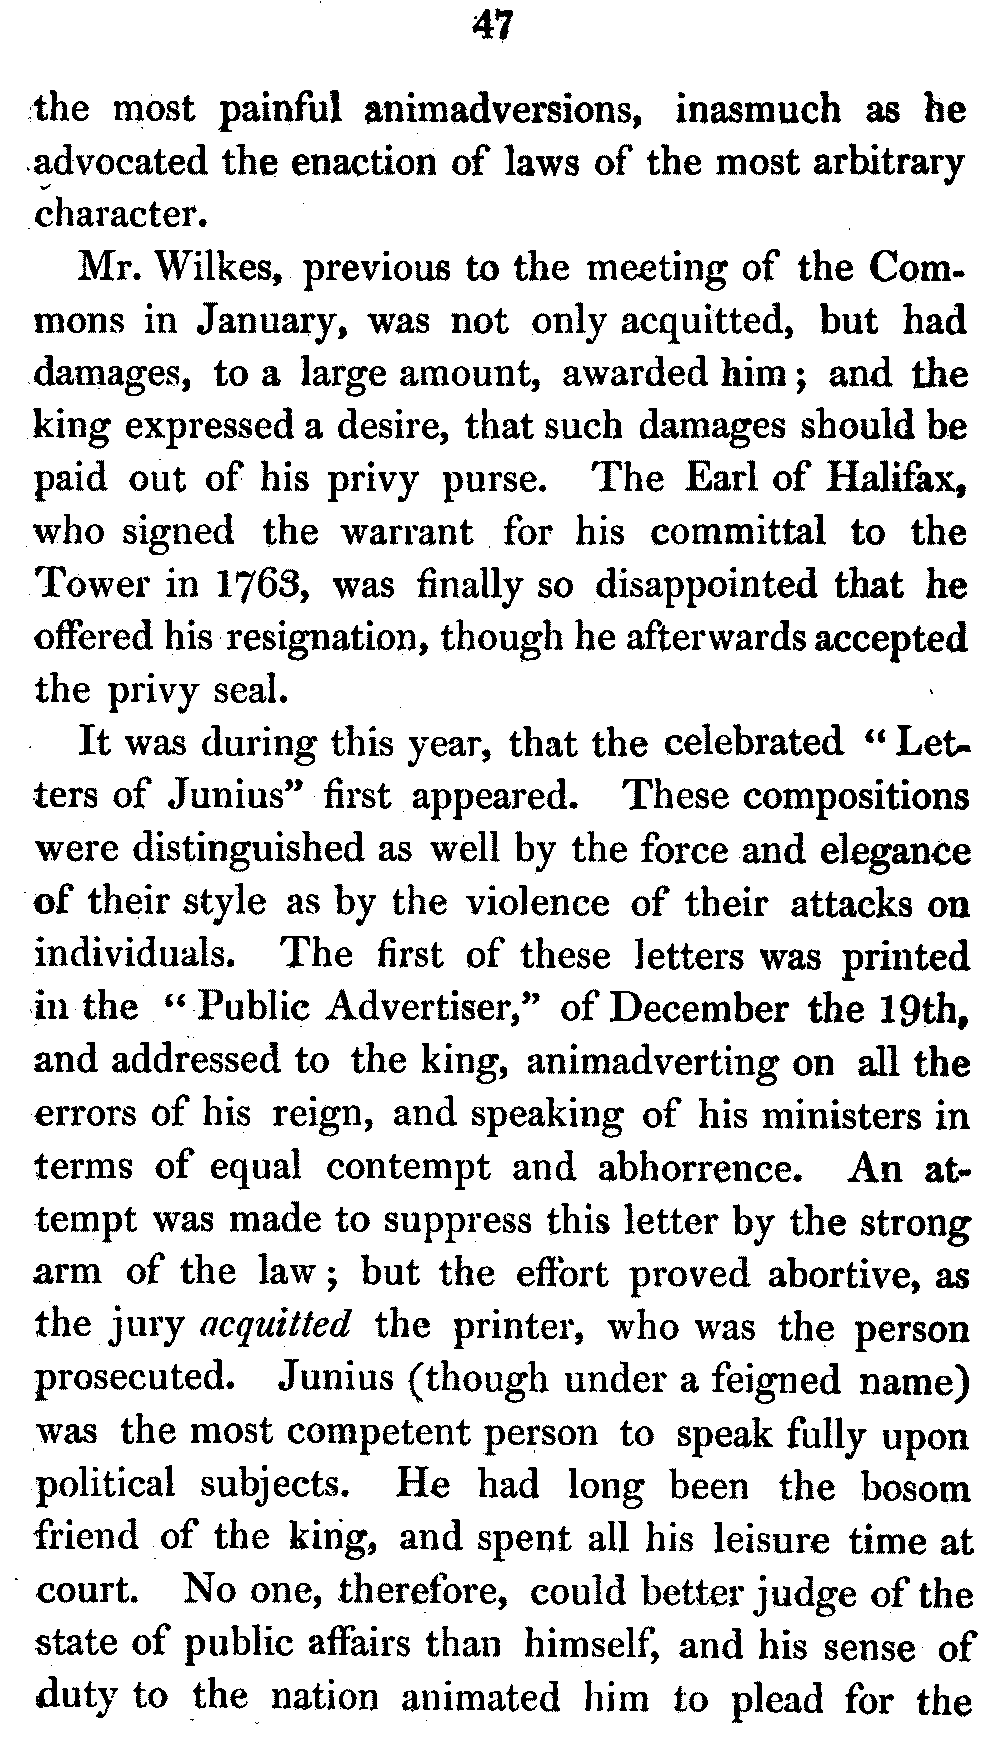 47
the most painful animadversions, inasmuch as he
advocated the enaction of laws of the most arbitrary
character.
Mr. Wilkes, previous to the meeting of the Com-
mons in January, was not only acquitted, but had
damages, to a large amount, awarded him; and the
king expressed a desire, that such damages should be
paid out of his privy purse. The Earl of Halifax,
who signed the warrant for his committal to the
Tower in 1763, was finally so disappointed that he
offered his resignation, though he afterwards accepted
the privy seal.
It was during this year, that the celebrated “Let-
ters of Junius” first appeared. These compositions
were distinguished as well by the force and elegance
of their style as by the violence of their attacks on
individuals. The first of these letters was printed
in the “Public Advertiser,” of December the 19th,
and addressed to the king, animadverting on all the
errors of his reign, and speaking of his ministers in
terms of equal contempt and abhorrence. An at-
tempt was made to suppress this letter by the strong
arm of the law; but the effort proved abortive, as
the jury acquitted the printer, who was the person
prosecuted. Junius (though under a feigned name)
was the most competent person to speak fully upon
political subjects. He had long been the bosom
friend of the king, and spent all his leisure time at
court. No one, therefore, could better judge of the
state of public affairs than himself, and his sense of
duty to the nation animated him to plead for the